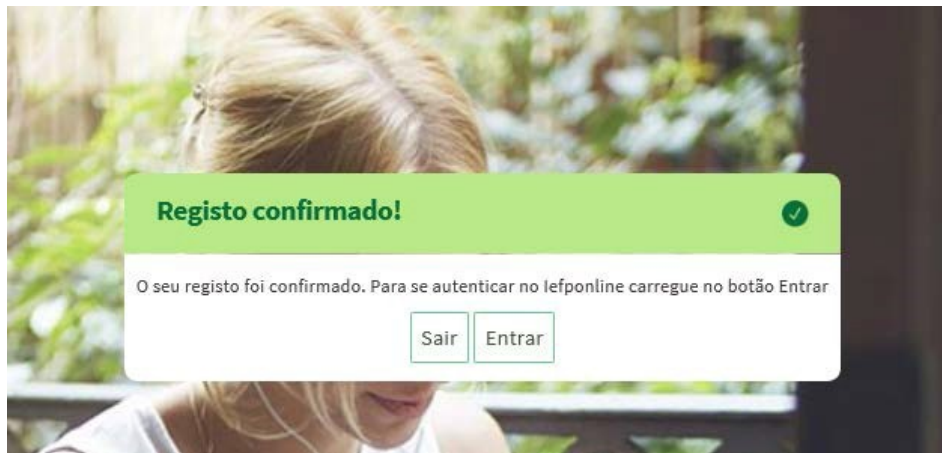 Registo confirmado!
O seu registo foi confirmado. Para se autenticar no Iefponline carregue no botão Entrar
Sair
Entrar